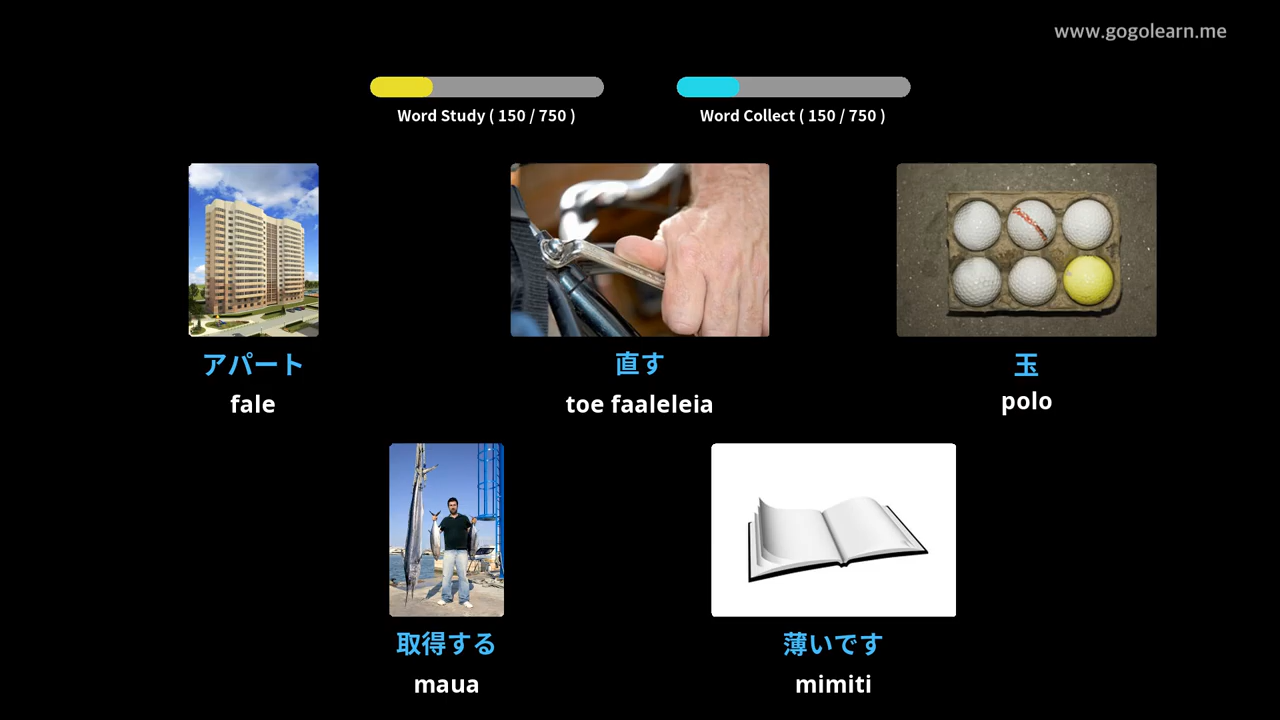 www.gogolearn.me
Word Study ( 150 / 750 )
Word Collect ( 150 / 750 )
アパート
fale
直す
toe faaleleia
玉
polo
取得する
maua
薄いです
mimiti